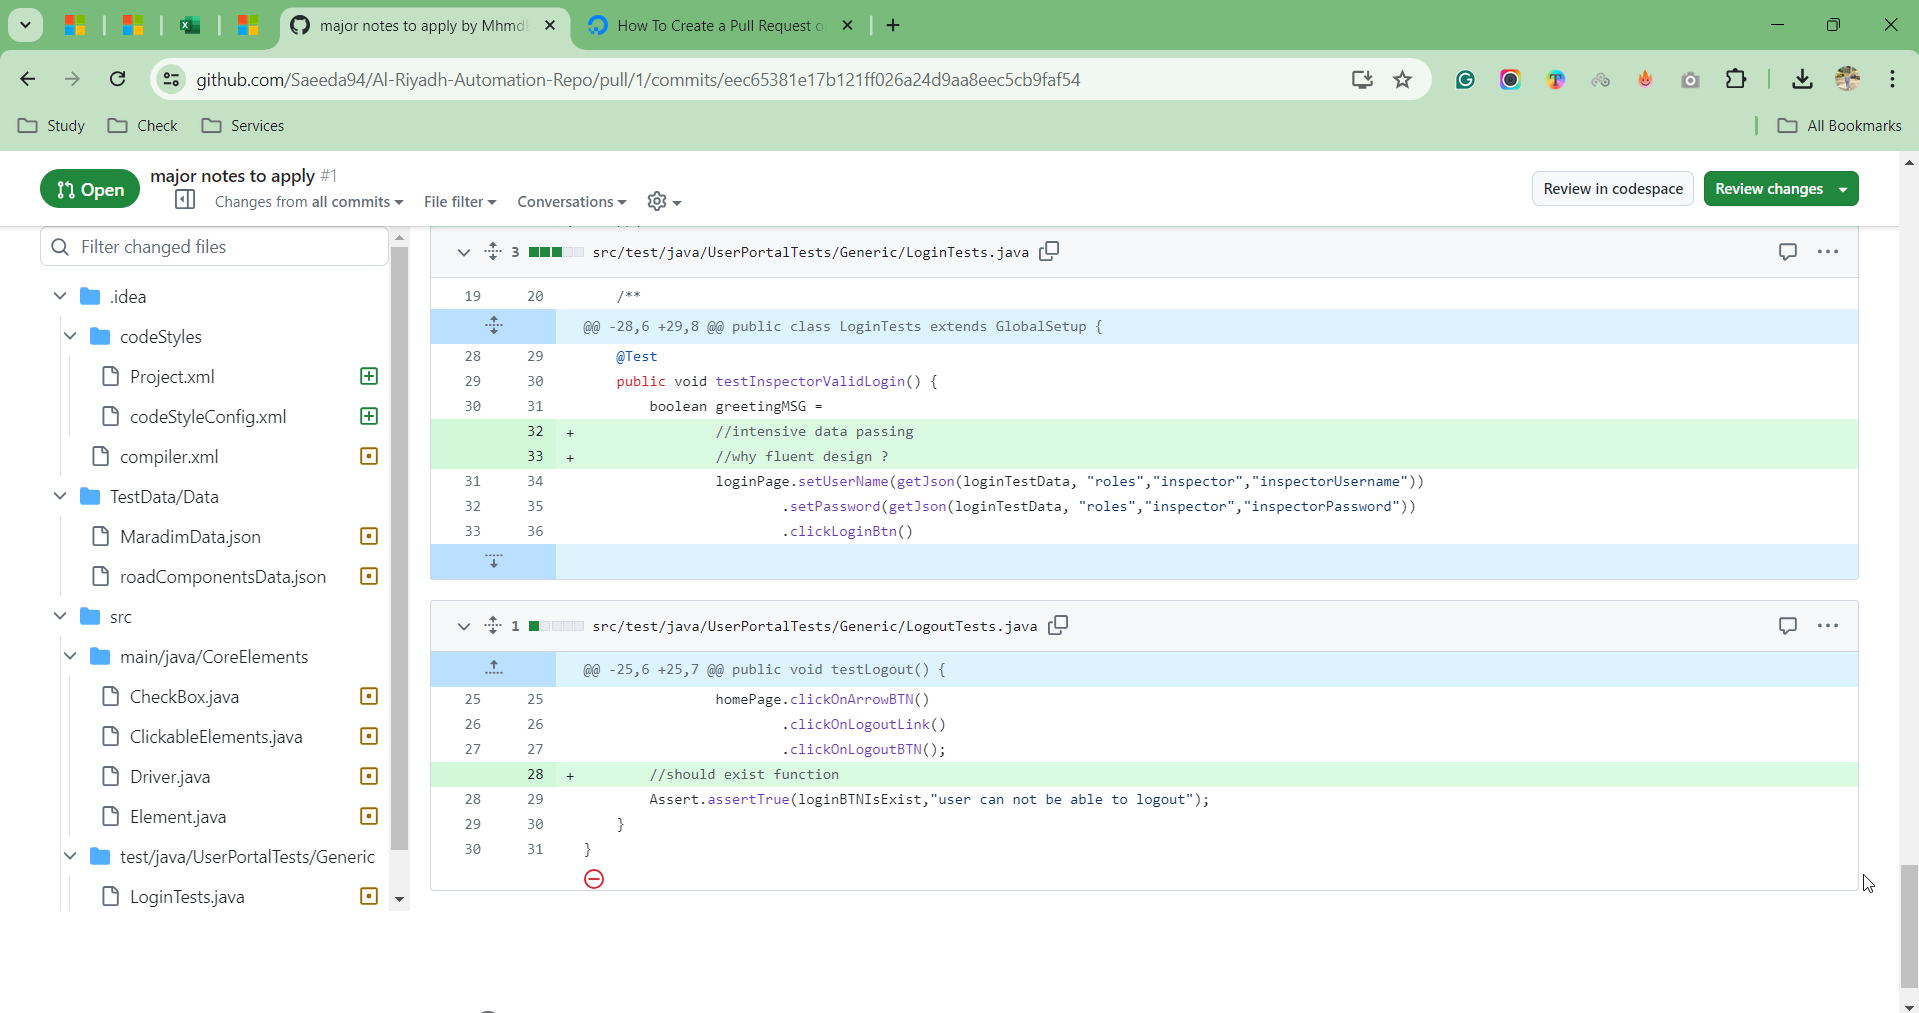 major notes to apply by Mhmd
How To Create a Pull Request o
github.com/Saeeda94/Al-Riyadh-Automation-Repo/pull/1/commits/eec65381e17b121ff026a24d9aa8eec5cb9faf54
Study
Check
Services
All Bookmarks
Open
major notes to apply #1
Changes from all commits
File filter
Conversations
Review in codespace
Review changes
Filter changed files
.idea
codeStyles
Project.xml
codeStyleConfig.xml
compiler.xml
TestData/Data
MaradimData.json
roadComponentsData.json
src
main/java/CoreElements
CheckBox.java
ClickableElements.java
Driver.java
Element.java
test/java/UserPortalTests/Generic
LoginTests.java
3 src/test/java/UserPortalTests/Generic/LoginTests.java
19 20 /**
@@ -28,6 +29,8 @@ public class LoginTests extends GlobalSetup {
28 29 @Test
29 30 public void testInspectorValidLogin() {
30 31 boolean greetingMSG =
32 + //intensive data passing
33 + //why fluent design ?
31 34 loginPage.setUserName(getJson(loginTestData, "roles","inspector","inspectorUsername"))
32 35 .setPassword(getJson(loginTestData, "roles","inspector","inspectorPassword"))
33 36 .clickLoginBtn()
1 src/test/java/UserPortalTests/Generic/LogoutTests.java
@@ -25,6 +25,7 @@ public void testLogout() {
25 25 homePage.clickOnArrowBTN()
26 26 .clickOnLogoutLink()
27 27 .clickOnLogoutBTN();
28 + //should exist function
28 29 Assert.assertTrue(loginBTNIsExist,"user can not be able to logout");
29 30 }
30 31 }